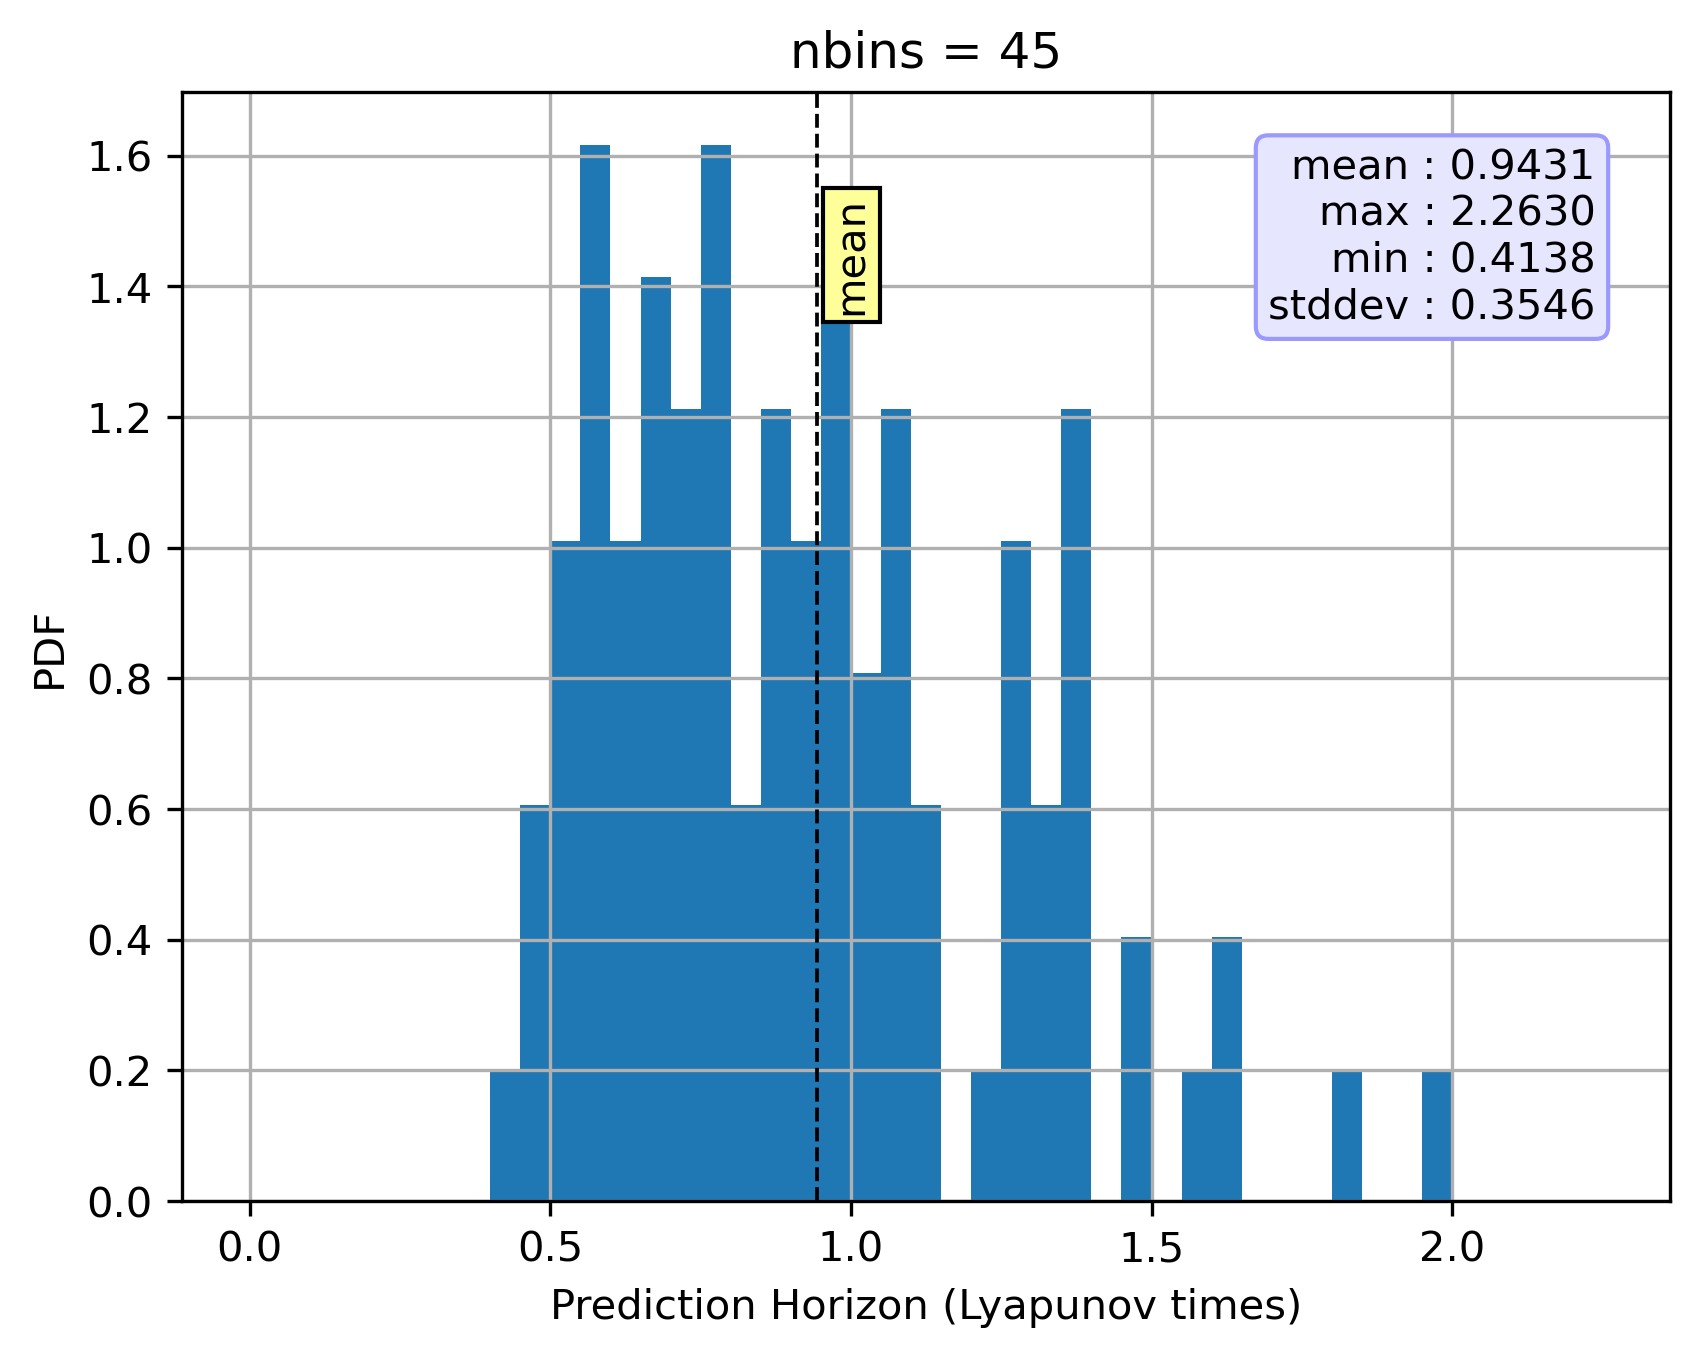 nbins = 45
1.6
1.4
1.2
1.0
0.8
0.6
0.4
0.2
0.0
PDF
mean
mean : 0.9431
max : 2.2630
min : 0.4138
stddev : 0.3546
0.0 0.5 1.0 1.5 2.0
Prediction Horizon (Lyapunov times)